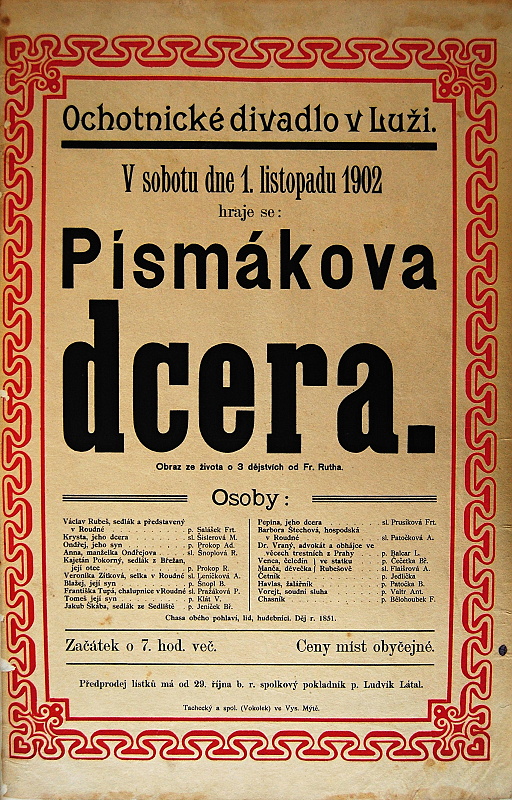 Ochotnické divadlo v Luži.
V sobotu dne 1. listopadu 1902
hraje se:
Písmákova
dcera.
Obraz ze života o 3 dějstvích od Fr. Rutha.
Osoby:
Václav Rubeš, sedlák a představený
v Roudné . . . . . . . . p. Salášek Frt.
Krysta, jeho dcera . . . . . . sl. Šisterová M.
Ondřej, jeho syn . . . . . . p. Prokop Ad.
Anna, manželka Ondřejova . . . sl. Šnoplová R.
Kajetán Pokorný, sedlák z Břežan,
její otec . . . . . . . . p. Prokop R.
Veronika Zítková, selka v Roudné sl. Leničková A.
Blažej, její syn . . . . . . p. Šnopl B.
Františka Tupá, chalupnice v Roudné sl. Pražáková P.
Tomeš její syn . . . . . . . p. Klát V.
Jakub Škába, sedlák ze Sedliště . p. Jeníček Bř.
Pepina, jeho dcera . . . . . sl. Prusíková Frt.
Barbora Štechová, hospodská
v Roudné . . . . . . . sl. Patočková A.
Dr. Vraný, advokát a obhájce ve
věcech trestních z Prahy . . p. Balcar L.
Venca, čeledín | ve statku . . p. Čečetka Bř.
Manča, děvečka | Rubešově . . sl. Flaišrová A.
Četník . . . . . . . . p. Jedlička
Havlas, žalářník . . . . . p. Patočka B.
Vorejt, soudní sluha . . . . p. Valtr Ant.
Chasník . . . . . . . . p. Bělohoubek F.
Chasa obého pohlaví, lid, hudebníci. Děj r. 1851.
Začátek o 7. hod. več. Ceny míst obyčejné.
Předprodej lístků má od 29. října b. r. spolkový pokladník p. Ludvík Látal.
Tachecký a spol. (Vokolek) ve Vys. Mýtě.